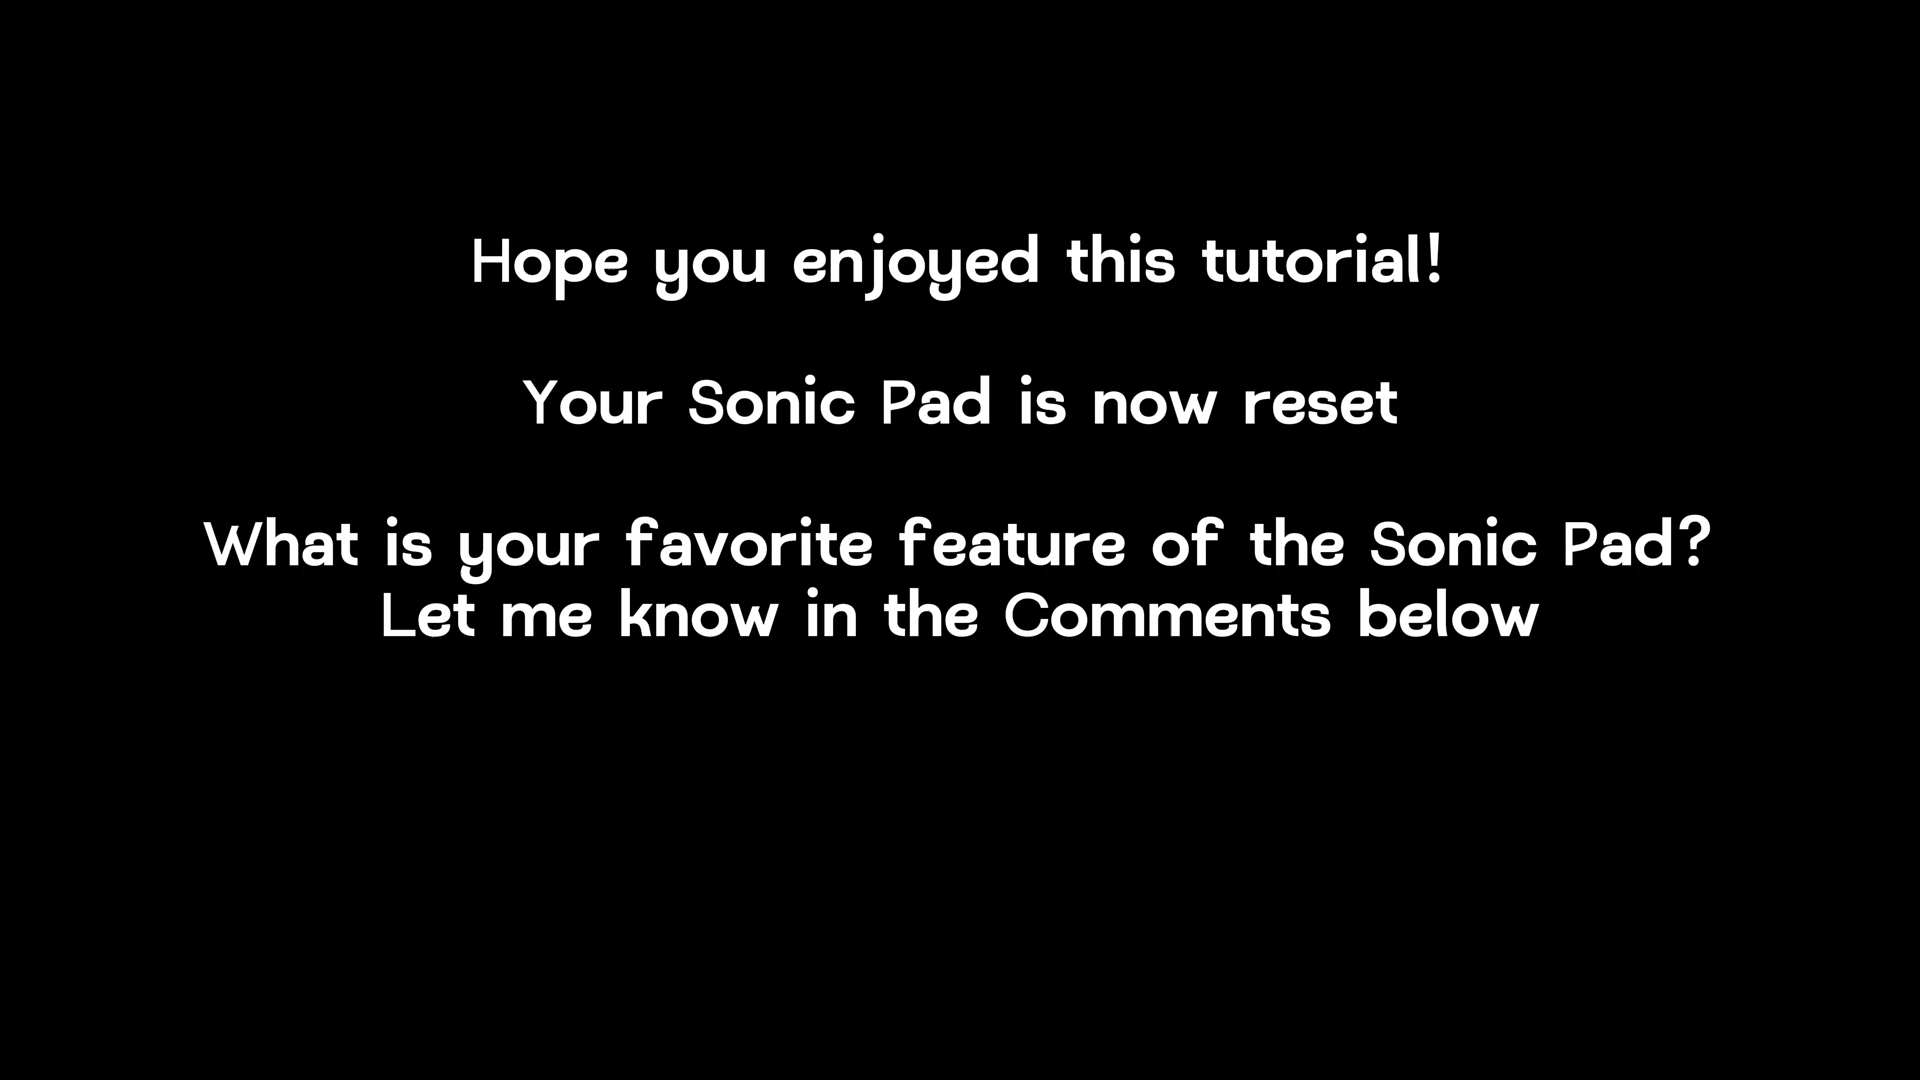 Hope you enjoyed this tutorial!
Your Sonic Pad is now reset
What is your favorite feature of the Sonic Pad?
Let me know in the Comments below